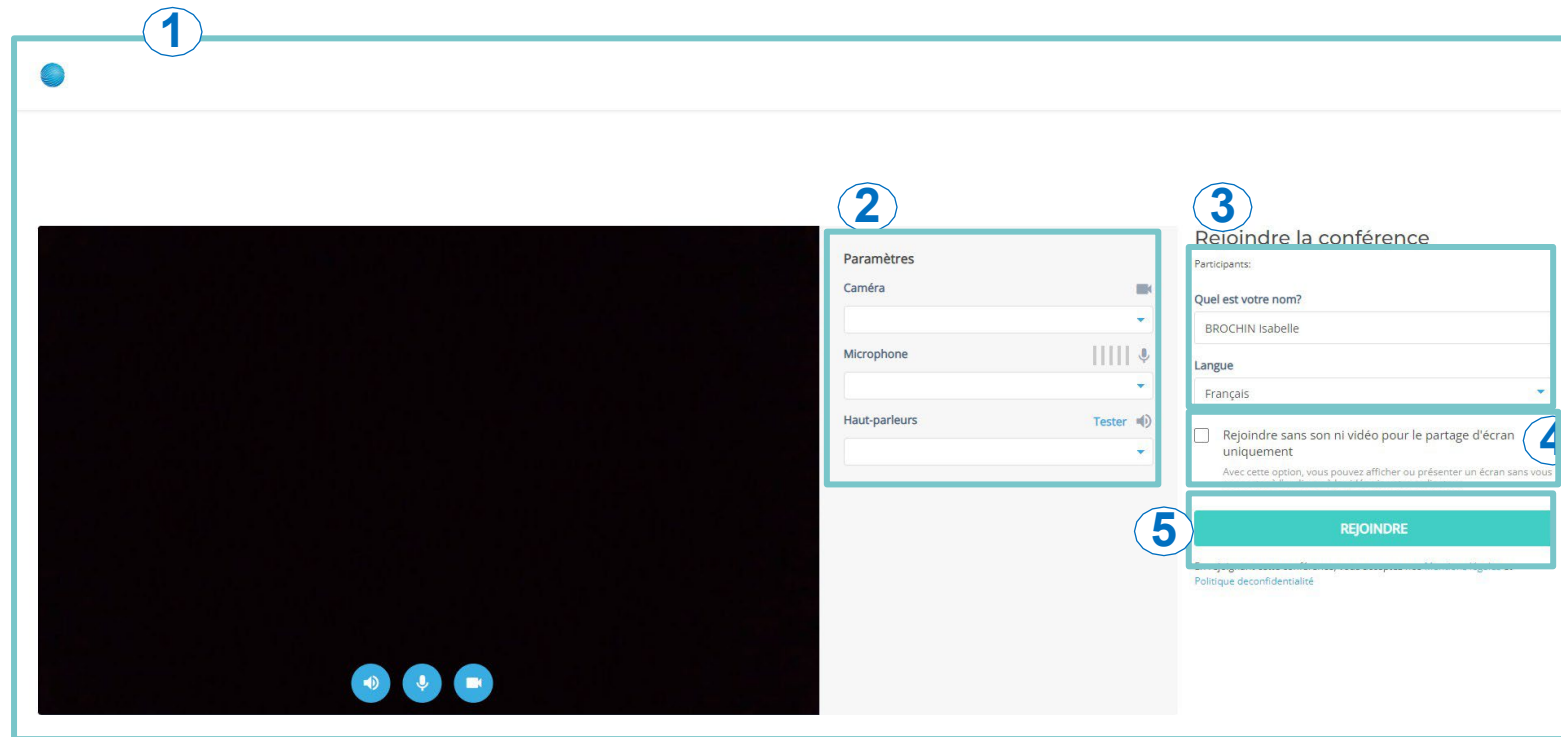 1
2
Paramètres
Caméra
Microphone
Haut-parleurs
Tester
3
Rejoindre la conférence
Participants:
Quel est votre nom?
BROCHIN Isabelle
Langue
Français
Rejoindre sans son ni vidéo pour le partage d'écran
uniquement
4
Avec cette option, vous pouvez afficher ou présenter un écran sans vous
5
REJOINDRE
Politique deconfidentialité